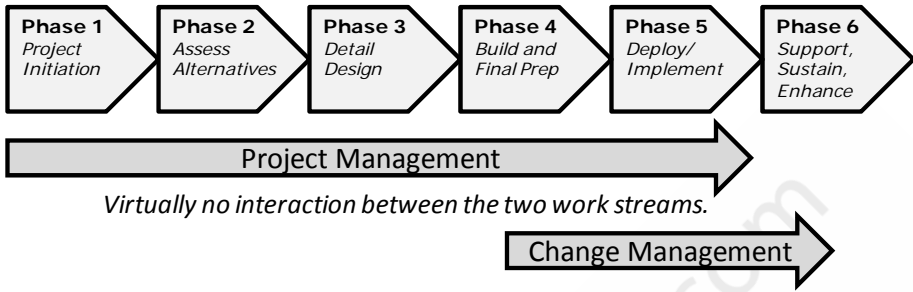 Phase 1
Project
Initiation
Phase 2
Assess
Alternatives
Phase 3
Detail
Design
Phase 4
Build and
Final Prep
Phase 5
Deploy/
Implement
Phase 6
Support,
Sustain,
Enhance
Project Management
Virtually no interaction between the two work streams.
Change Management